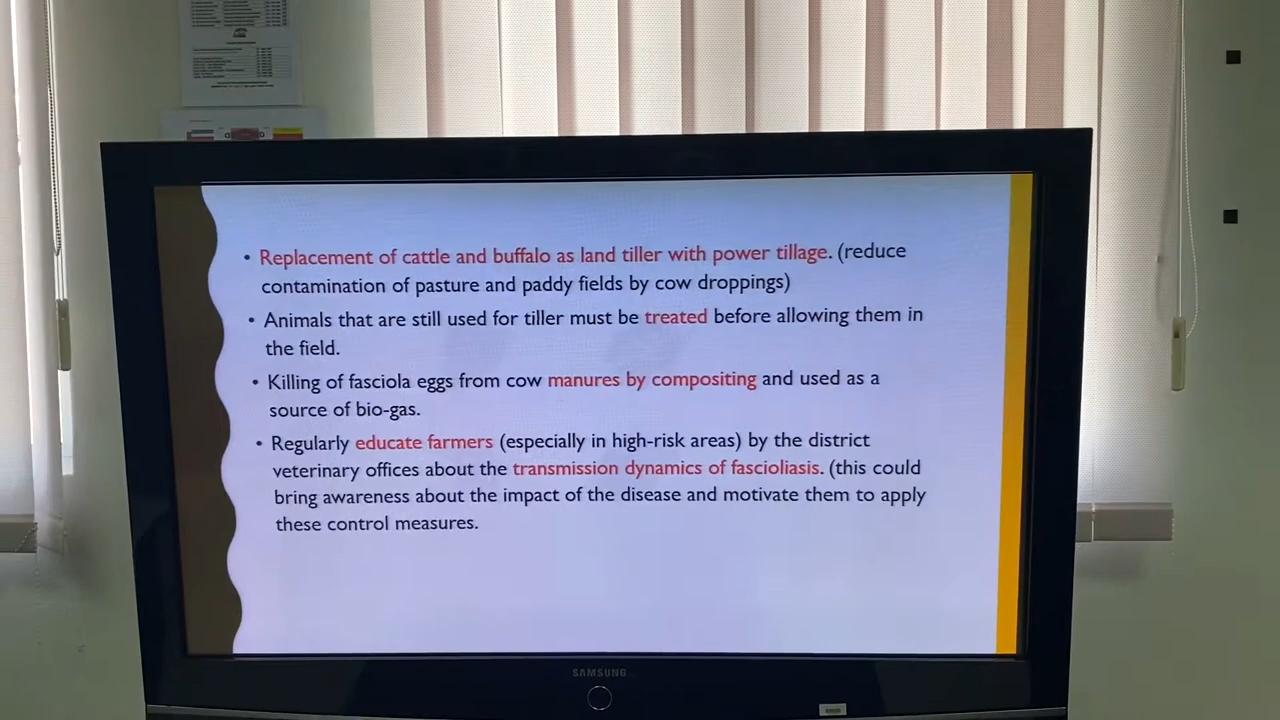 • Replacement of cattle and buffalo as land tiller with power tillage. (reduce
contamination of pasture and paddy fields by cow droppings)
• Animals that are still used for tiller must be treated before allowing them in
the field.
• Killing of fasciola eggs from cow manures by compositing and used as a
source of bio-gas.
• Regularly educate farmers (especially in high-risk areas) by the district
veterinary offices about the transmission dynamics of fascioliasis. (this could
bring awareness about the impact of the disease and motivate them to apply
these control measures.
SAMSUNG